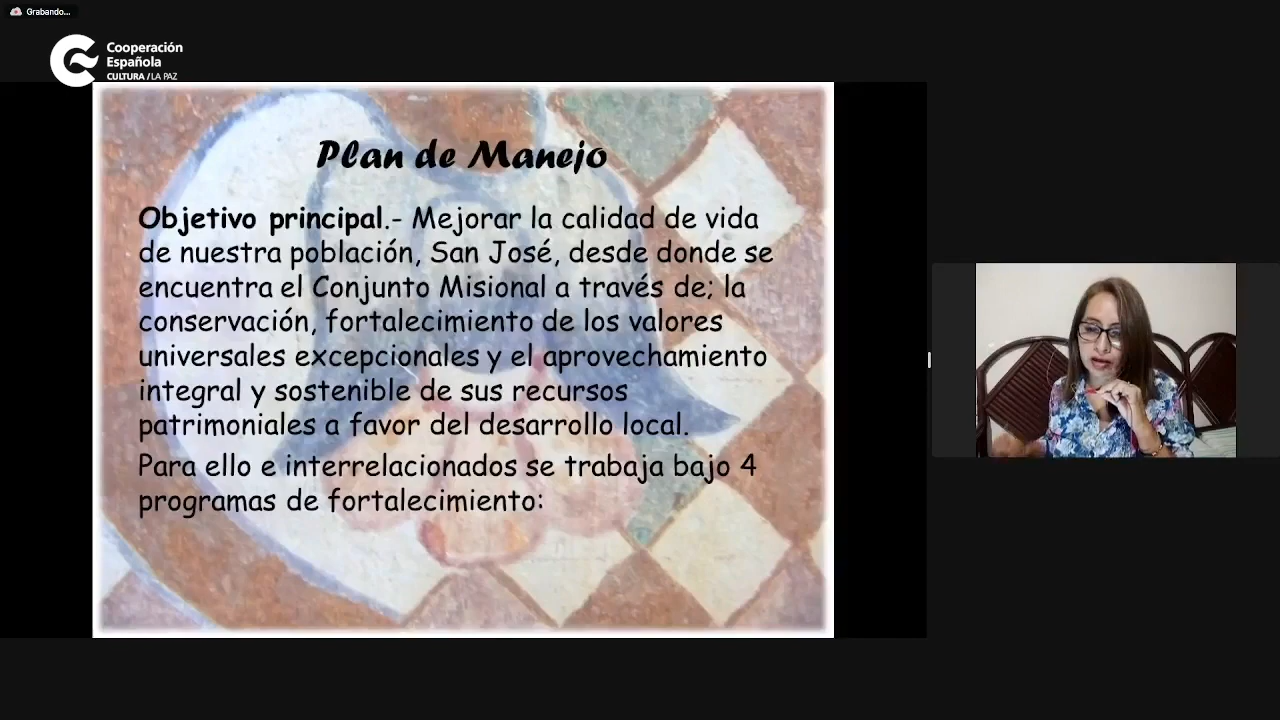 Grabando...
Cooperación
Española
CULTURA / LA PAZ
Plan de Manejo
Objetivo principal.- Mejorar la calidad de vida
de nuestra población, San José, desde donde se
encuentra el Conjunto Misional a través de; la
conservación, fortalecimiento de los valores
universales excepcionales y el aprovechamiento
integral y sostenible de sus recursos
patrimoniales a favor del desarrollo local.
Para ello e interrelacionados se trabaja bajo 4
programas de fortalecimiento: